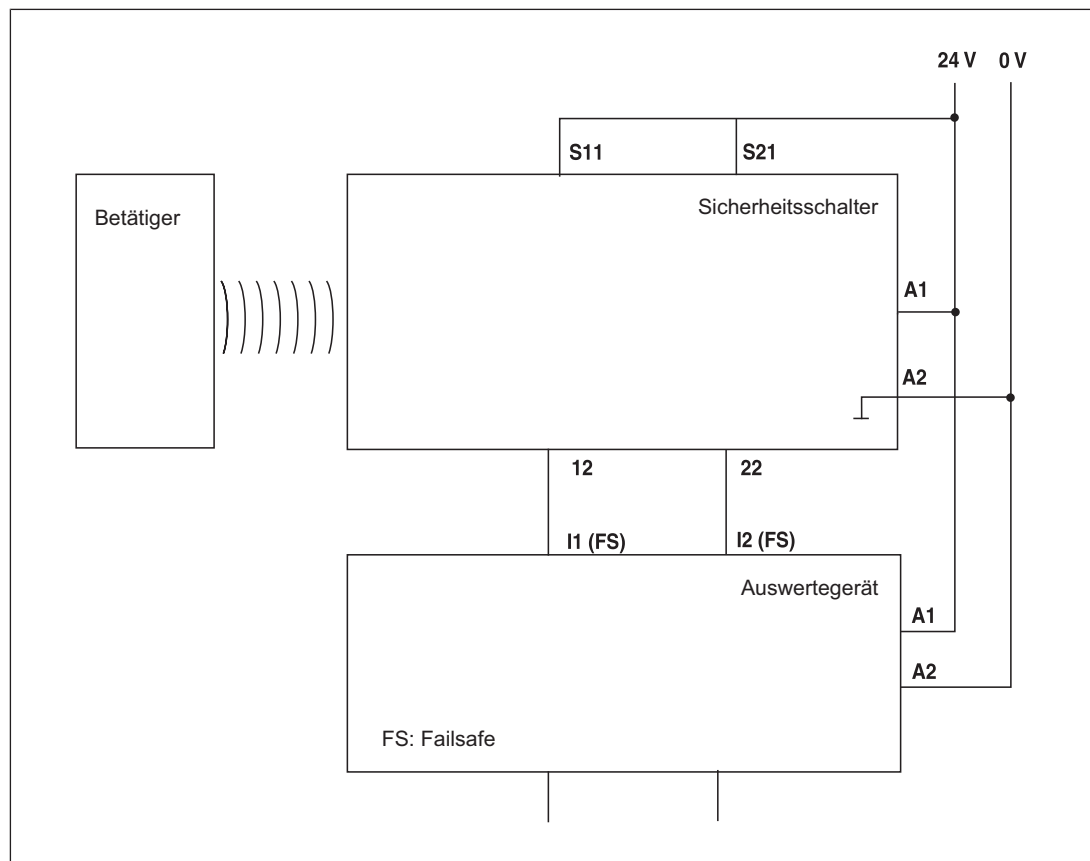 24 V 0 V
S11 S21
Betätiger
Sicherheitsschalter
A1
A2
12 22
I1 (FS) I2 (FS)
Auswertegerät
A1
A2
FS: Failsafe